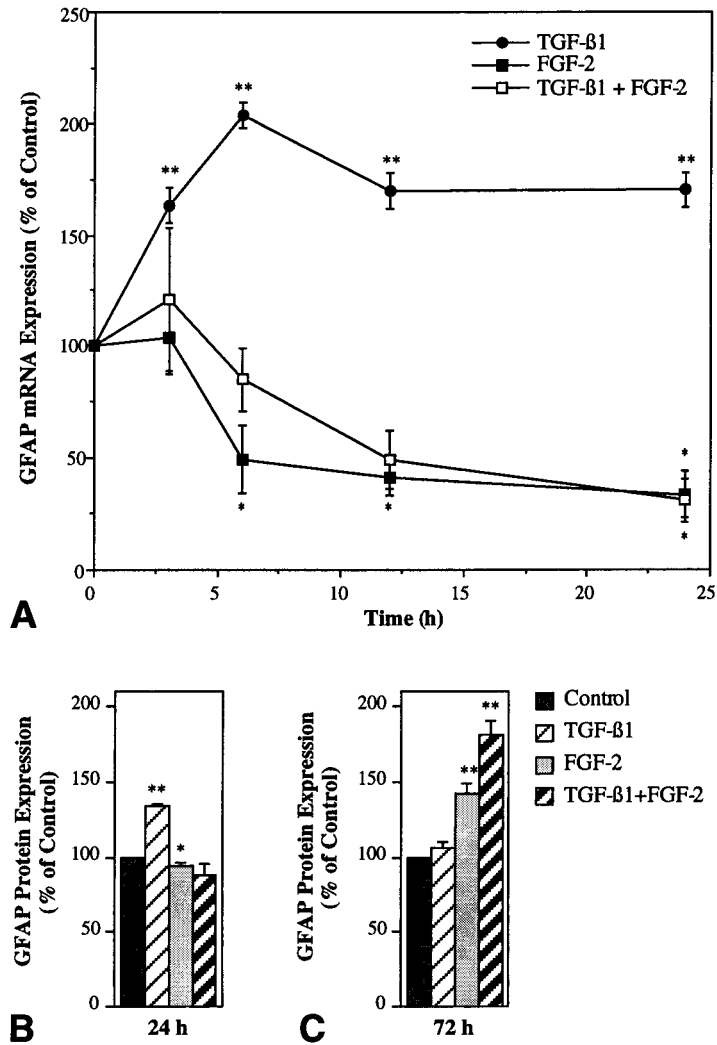 250
200
150
100
50
0
GFAP mRNA Expression (% of Control)
TGF-ß1
FGF-2
TGF-ß1 + FGF-2
**
**
**
**
*
*
*
*
0 5 10 15 20 25
Time (h)
A
200
150
100
50
0
GFAP Protein Expression
(% of Control)
**
*
24 h
B
200
150
100
50
0
GFAP Protein Expression
(% of Control)
**
**
72 h
C
Control
TGF-ß1
FGF-2
TGF-ß1+FGF-2